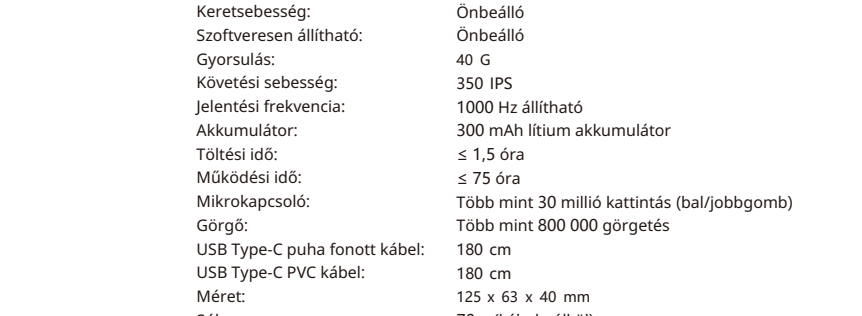 Keretsebesség: Önbeálló
Szoftveresen állítható: Önbeálló
Gyorsulás: 40 G
Követési sebesség: 350 IPS
Jelentési frekvencia: 1000 Hz állítható
Akkumulátor: 300 mAh lítium akkumulátor
Töltési idő: ≤ 1,5 óra
Működési idő: ≤ 75 óra
Mikrokapcsoló: Több mint 30 millió kattintás (bal/jobbgomb)
Görgő: Több mint 800 000 görgetés
USB Type-C puha fonott kábel: 180 cm
USB Type-C PVC kábel: 180 cm
Méret: 125 x 63 x 40 mm